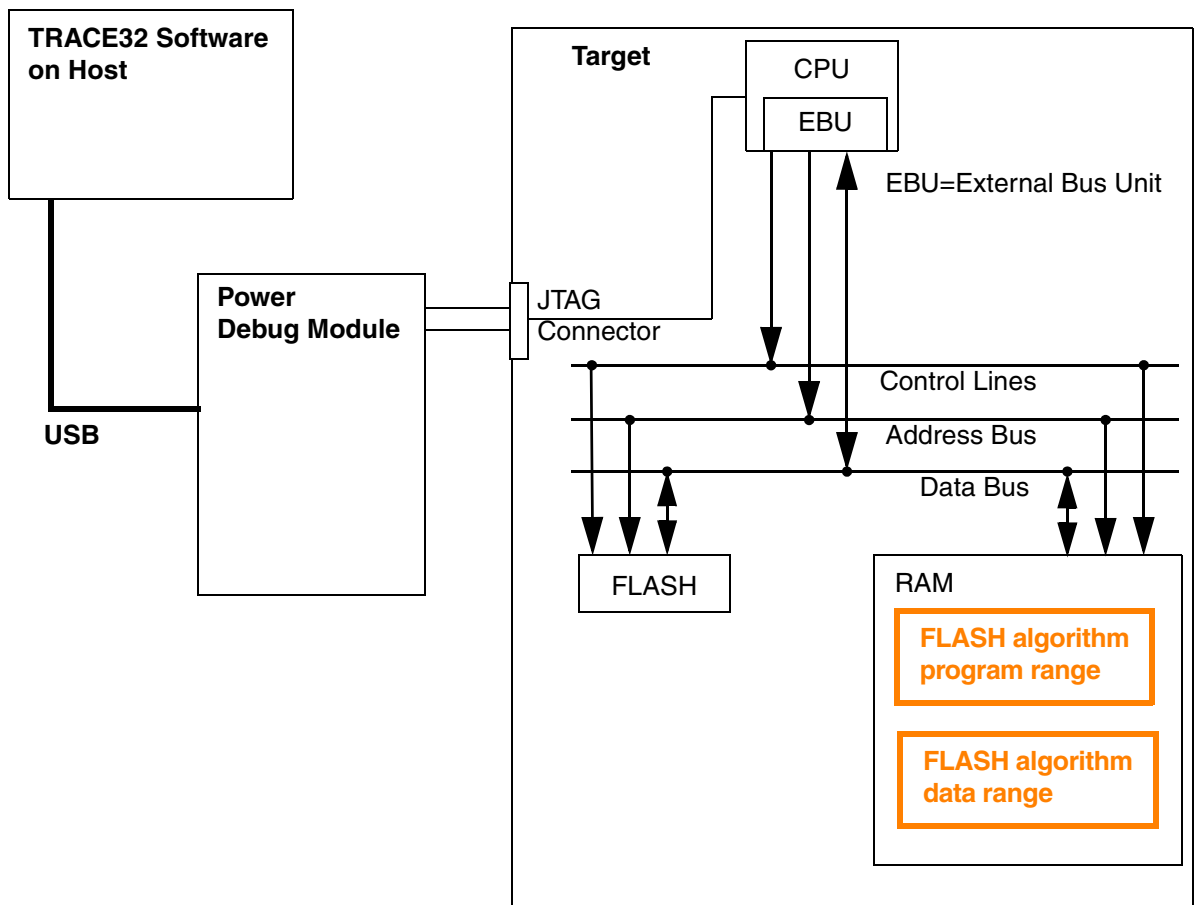 TRACE32 Software
on Host
Target
CPU
EBU
EBU=External Bus Unit
Power
Debug Module
JTAG
Connector
Control Lines
USB
Address Bus
Data Bus
FLASH
RAM
FLASH algorithm
program range
FLASH algorithm
data range